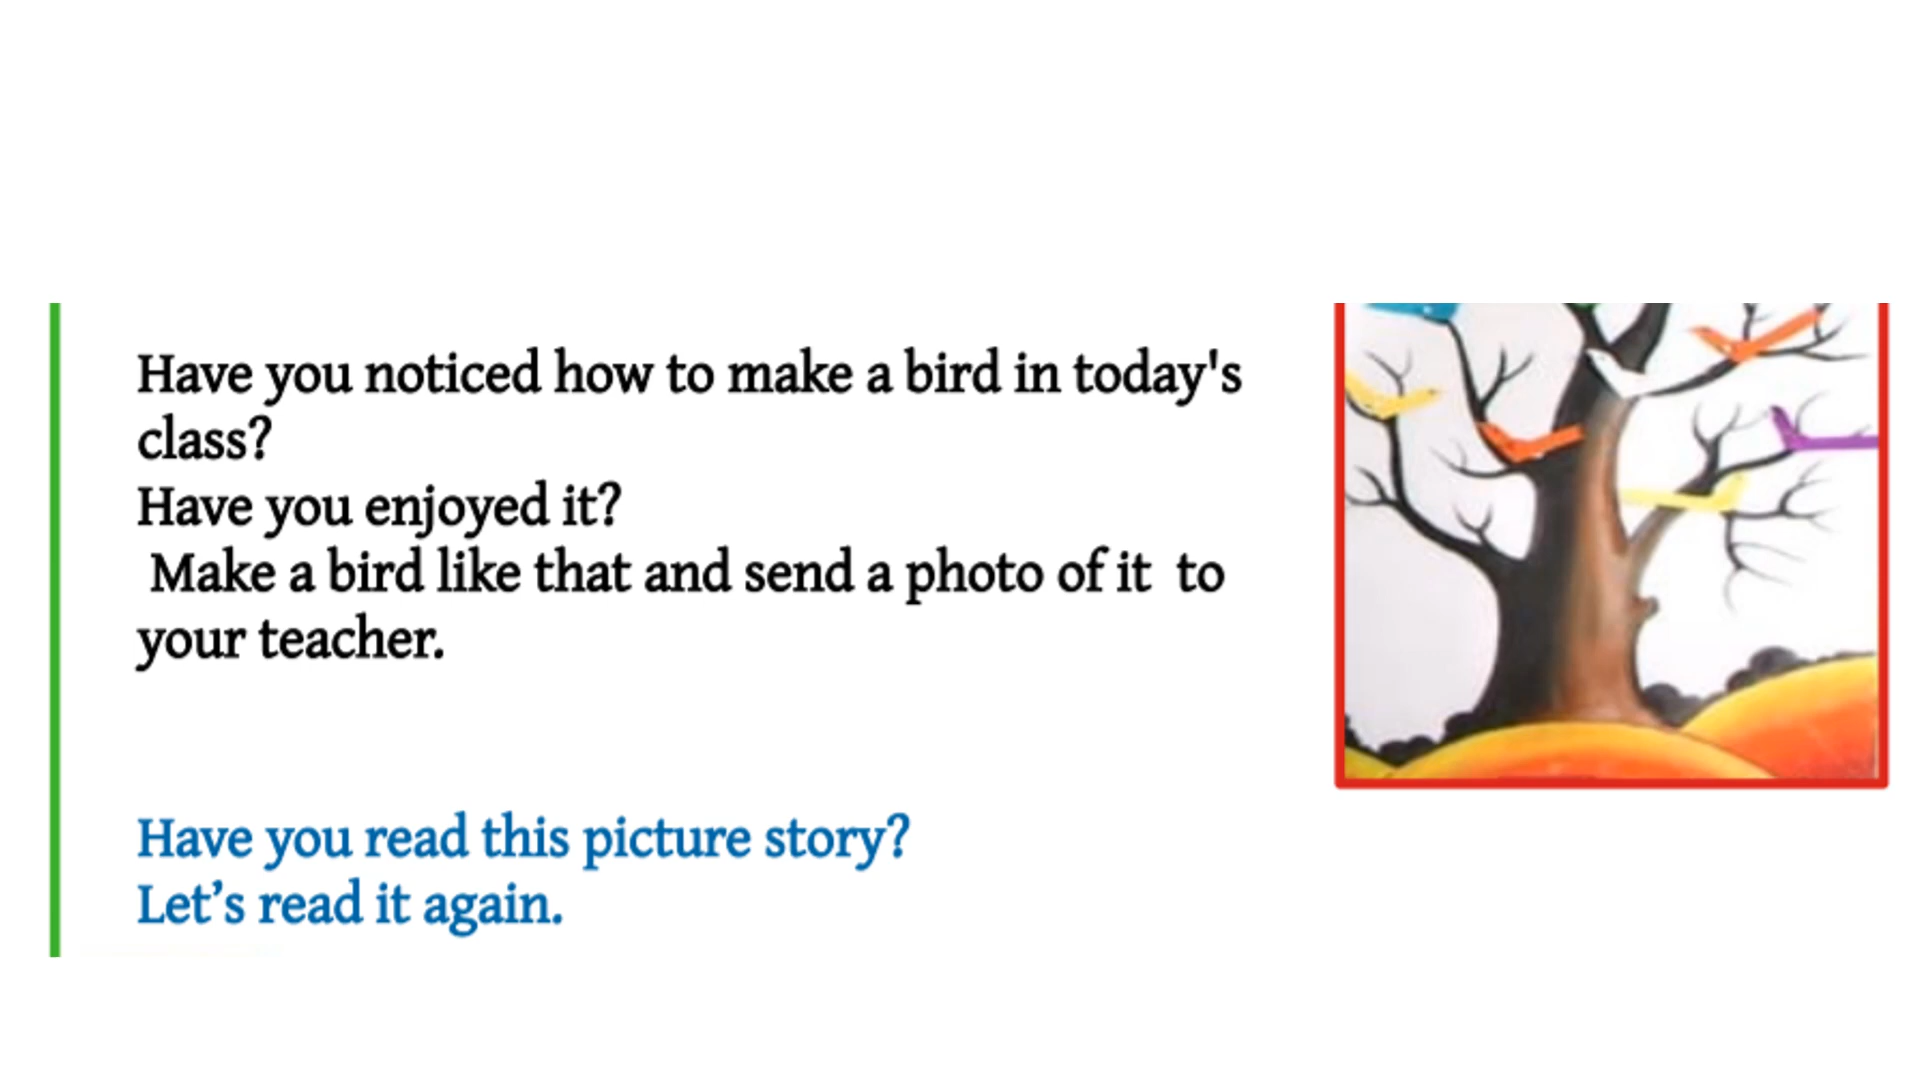 Have you noticed how to make a bird in today's
class?
Have you enjoyed it?
Make a bird like that and send a photo of it to
your teacher.
Have you read this picture story?
Let’s read it again.